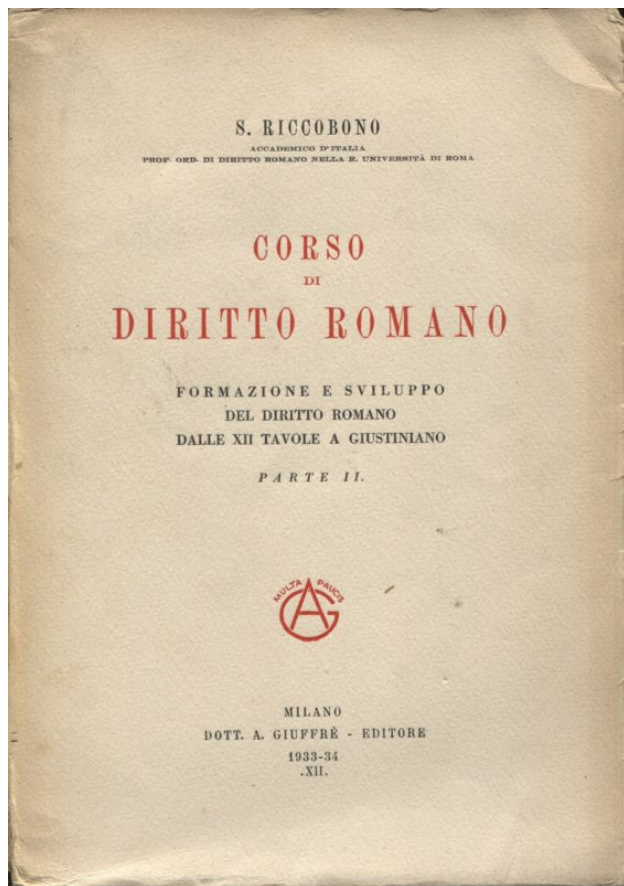 S. RICCOBONO
ACCADEMICO D'ITALIA
PROF. ORD. DI DIRITTO ROMANO NELLA R. UNIVERSITÀ DI ROMA
CORSO
DI
DIRITTO ROMANO
FORMAZIONE E SVILUPPO
DEL DIRITTO ROMANO
DALLE XII TAVOLE A GIUSTINIANO
PARTE II.
MULTA PAUCIS
AG
MILANO
DOTT. A. GIUFFRÈ - EDITORE
1933-34
.XII.